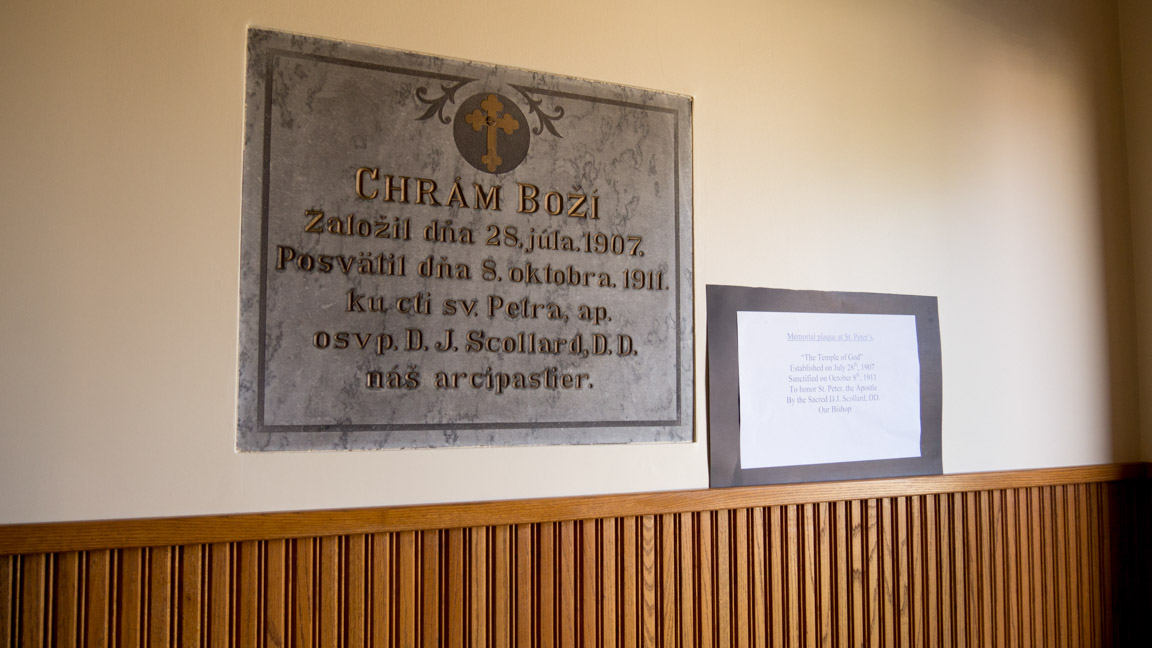 CHRÁM BOŽÍ
Založil dňa 28. júla. 1907.
Posvätil dňa 8. oktobra. 1911.
ku cti sv. Petra, ap.
osvp. D. J. Scollard, D. D.
náš arcipastier.
Memorial plaque at St. Peter's.
"The Temple of God"
Established on July 28th, 1907
Sanctified on October 8th, 1911
To honor St. Peter, the Apostle
By the Sacred D.J. Scollard, DD.
Our Bishop